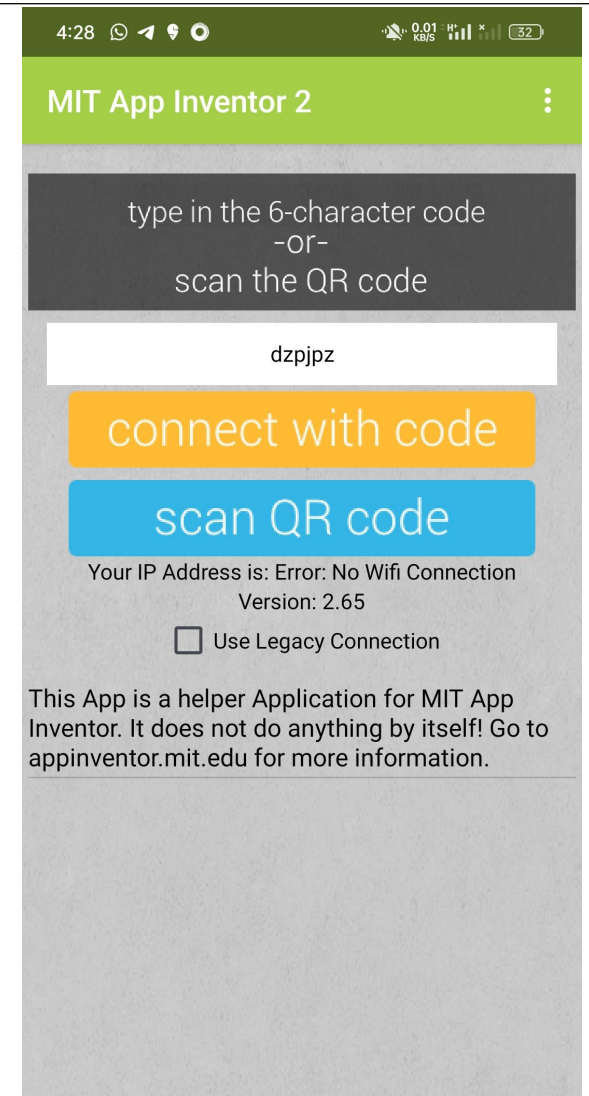 4:28
0.01
KB/S
H+
x
32
MIT App Inventor 2
type in the 6-character code
-or-
scan the QR code
dzpjpz
connect with code
scan QR code
Your IP Address is: Error: No Wifi Connection
Version: 2.65
Use Legacy Connection
This App is a helper Application for MIT App
Inventor. It does not do anything by itself! Go to
appinventor.mit.edu for more information.